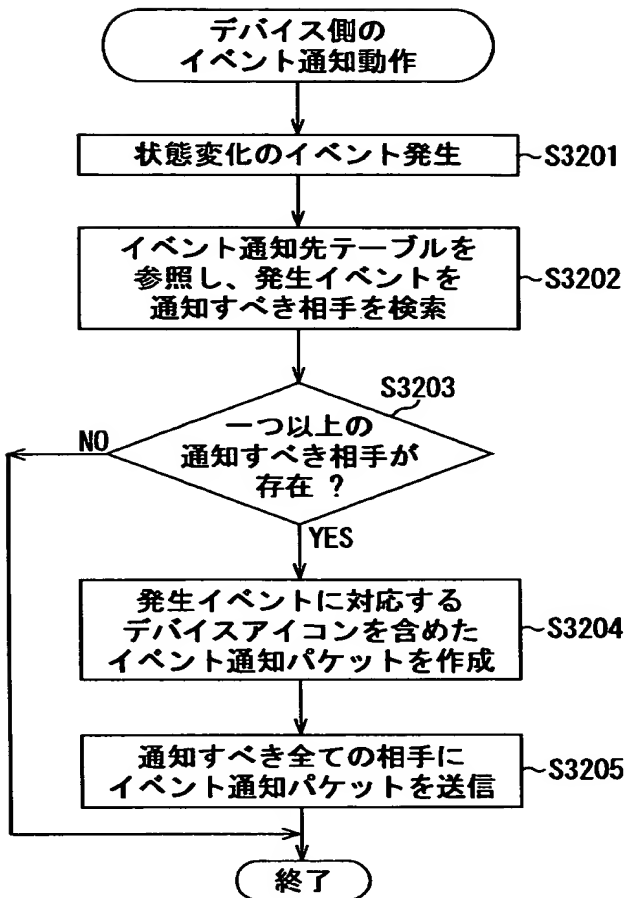 デバイス側の
イベント通知動作
状態変化のイベント発生
S3201
イベント通知先テーブルを
参照し、発生イベントを
通知すべき相手を検索
S3202
S3203
一つ以上の
通知すべき相手が
存在 ?
NO
YES
発生イベントに対応する
デバイスアイコンを含めた
イベント通知パケットを作成
S3204
通知すべき全ての相手に
イベント通知パケットを送信
S3205
終了